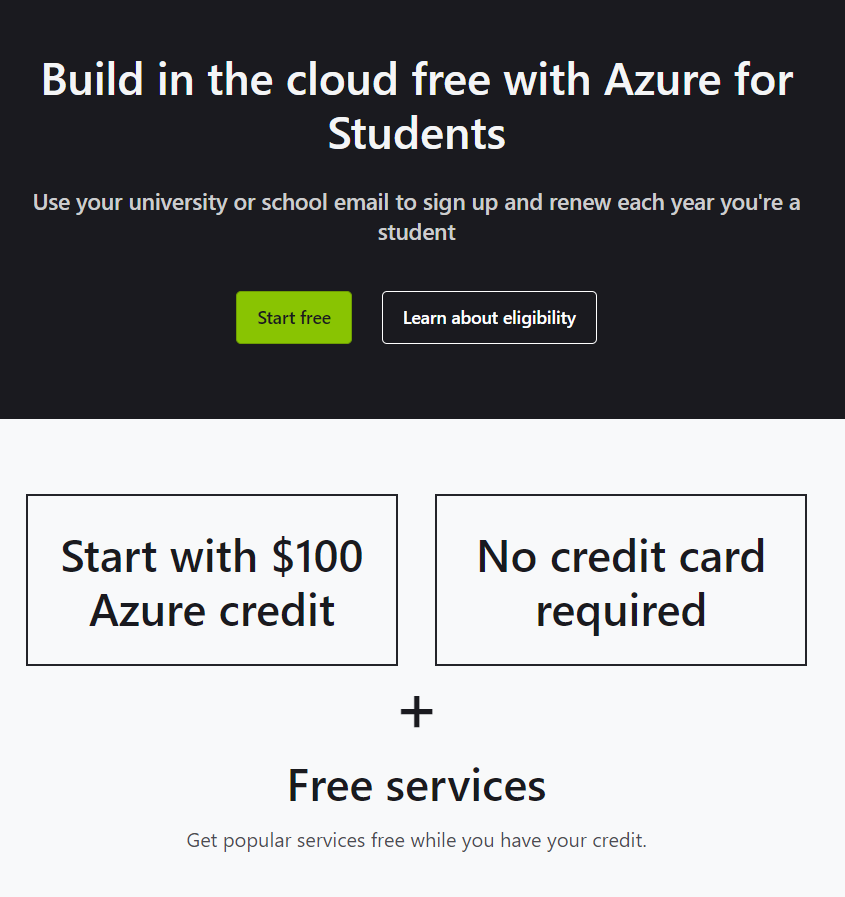 Build in the cloud free with Azure for
Students
Use your university or school email to sign up and renew each year you're a
student
Start free
Learn about eligibility
Start with $100
Azure credit
No credit card
required
+
Free services
Get popular services free while you have your credit.